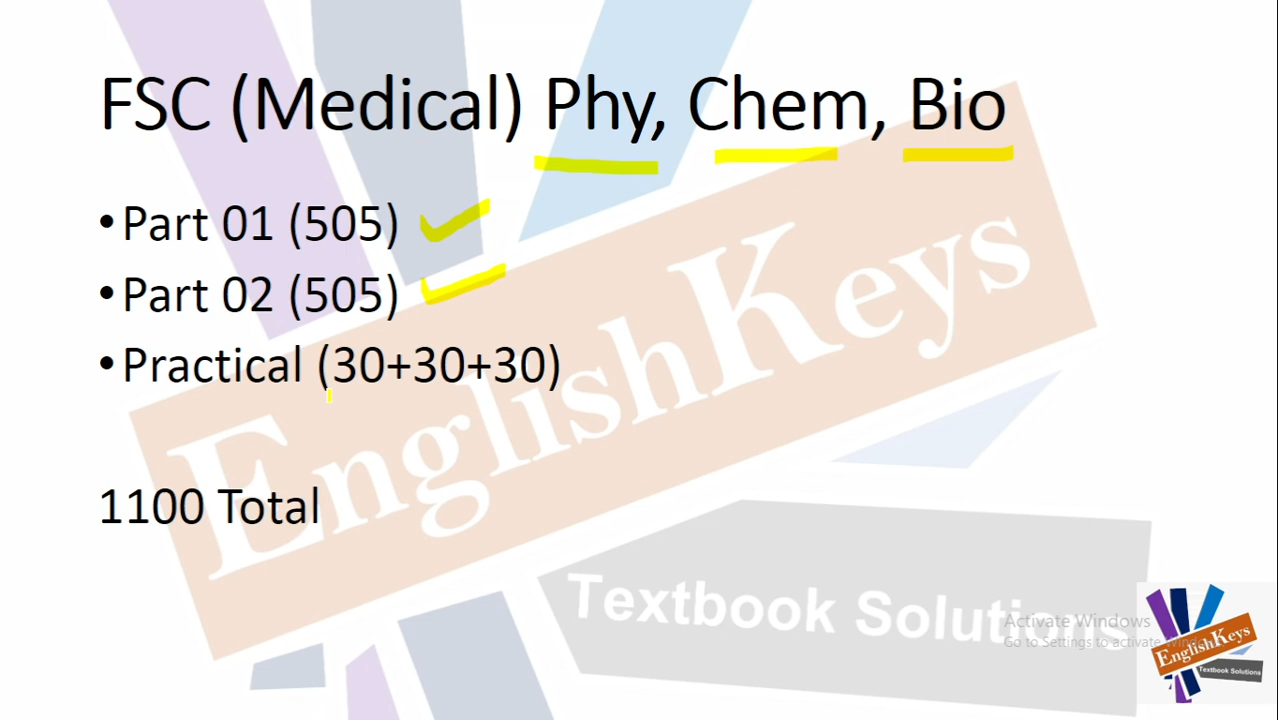 FSC (Medical) Phy, Chem, Bio
•Part 01 (505)
•Part 02 (505)
•Practical (30+30+30)
1100 Total
EnglishKeys
Textbook Solutions
Activate Windows
Go to Settings to activate Windows.
EnglishKeys
Textbook Solutions